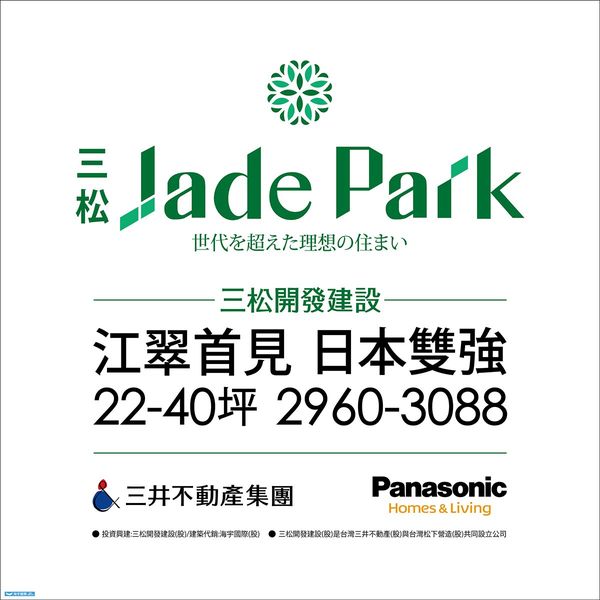 三松 Jade Park
世代を超えた理想の住まい
三松開發建設
江翠首見 日本雙強
22-40坪 2960-3088
三井不動產集團
Panasonic
Homes & Living
●投資興建:三松開發建設(股)/建築代銷:海宇國際(股) ●三松開發建設(股)是台灣三井不動產(股)與台灣松下營造(股)共同設立公司